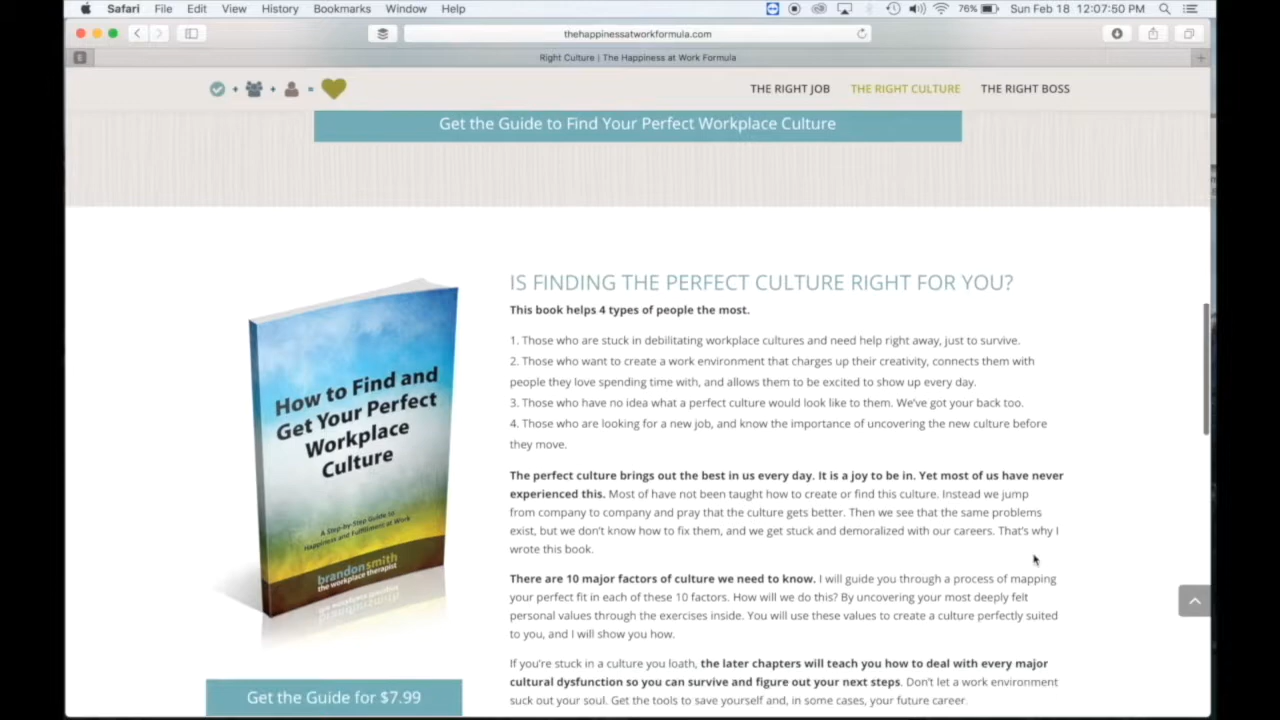 Safari File Edit View History Bookmarks Window Help 76% Sun Feb 18 12:07:50 PM
thehappinessatworkformula.com
Right Culture | The Happiness at Work Formula
+ + = THE RIGHT JOB THE RIGHT CULTURE THE RIGHT BOSS
Get the Guide to Find Your Perfect Workplace Culture
IS FINDING THE PERFECT CULTURE RIGHT FOR YOU?
This book helps 4 types of people the most.
1. Those who are stuck in debilitating workplace cultures and need help right away, just to survive.
2. Those who want to create a work environment that charges up their creativity, connects them with
people they love spending time with, and allows them to be excited to show up every day.
3. Those who have no idea what a perfect culture would look like to them. We've got your back too.
4. Those who are looking for a new job, and know the importance of uncovering the new culture before
they move.
The perfect culture brings out the best in us every day. It is a joy to be in. Yet most of us have never
experienced this. Most of have not been taught how to create or find this culture. Instead we jump
from company to company and pray that the culture gets better. Then we see that the same problems
exist, but we don't know how to fix them, and we get stuck and demoralized with our careers. That's why I
wrote this book.
There are 10 major factors of culture we need to know. I will guide you through a process of mapping
your perfect fit in each of these 10 factors. How will we do this? By uncovering your most deeply felt
personal values through the exercises inside. You will use these values to create a culture perfectly suited
to you, and I will show you how.
If you're stuck in a culture you loath, the later chapters will teach you how to deal with every major
cultural dysfunction so you can survive and figure out your next steps. Don't let a work environment
suck out your soul. Get the tools to save yourself and, in some cases, your future career.
How to Find and
Get Your Perfect
Workplace
Culture
A Step-by-Step Guide to
Happiness and Fulfillment at Work
brandonsmith
the workplace therapist
Get the Guide for $7.99